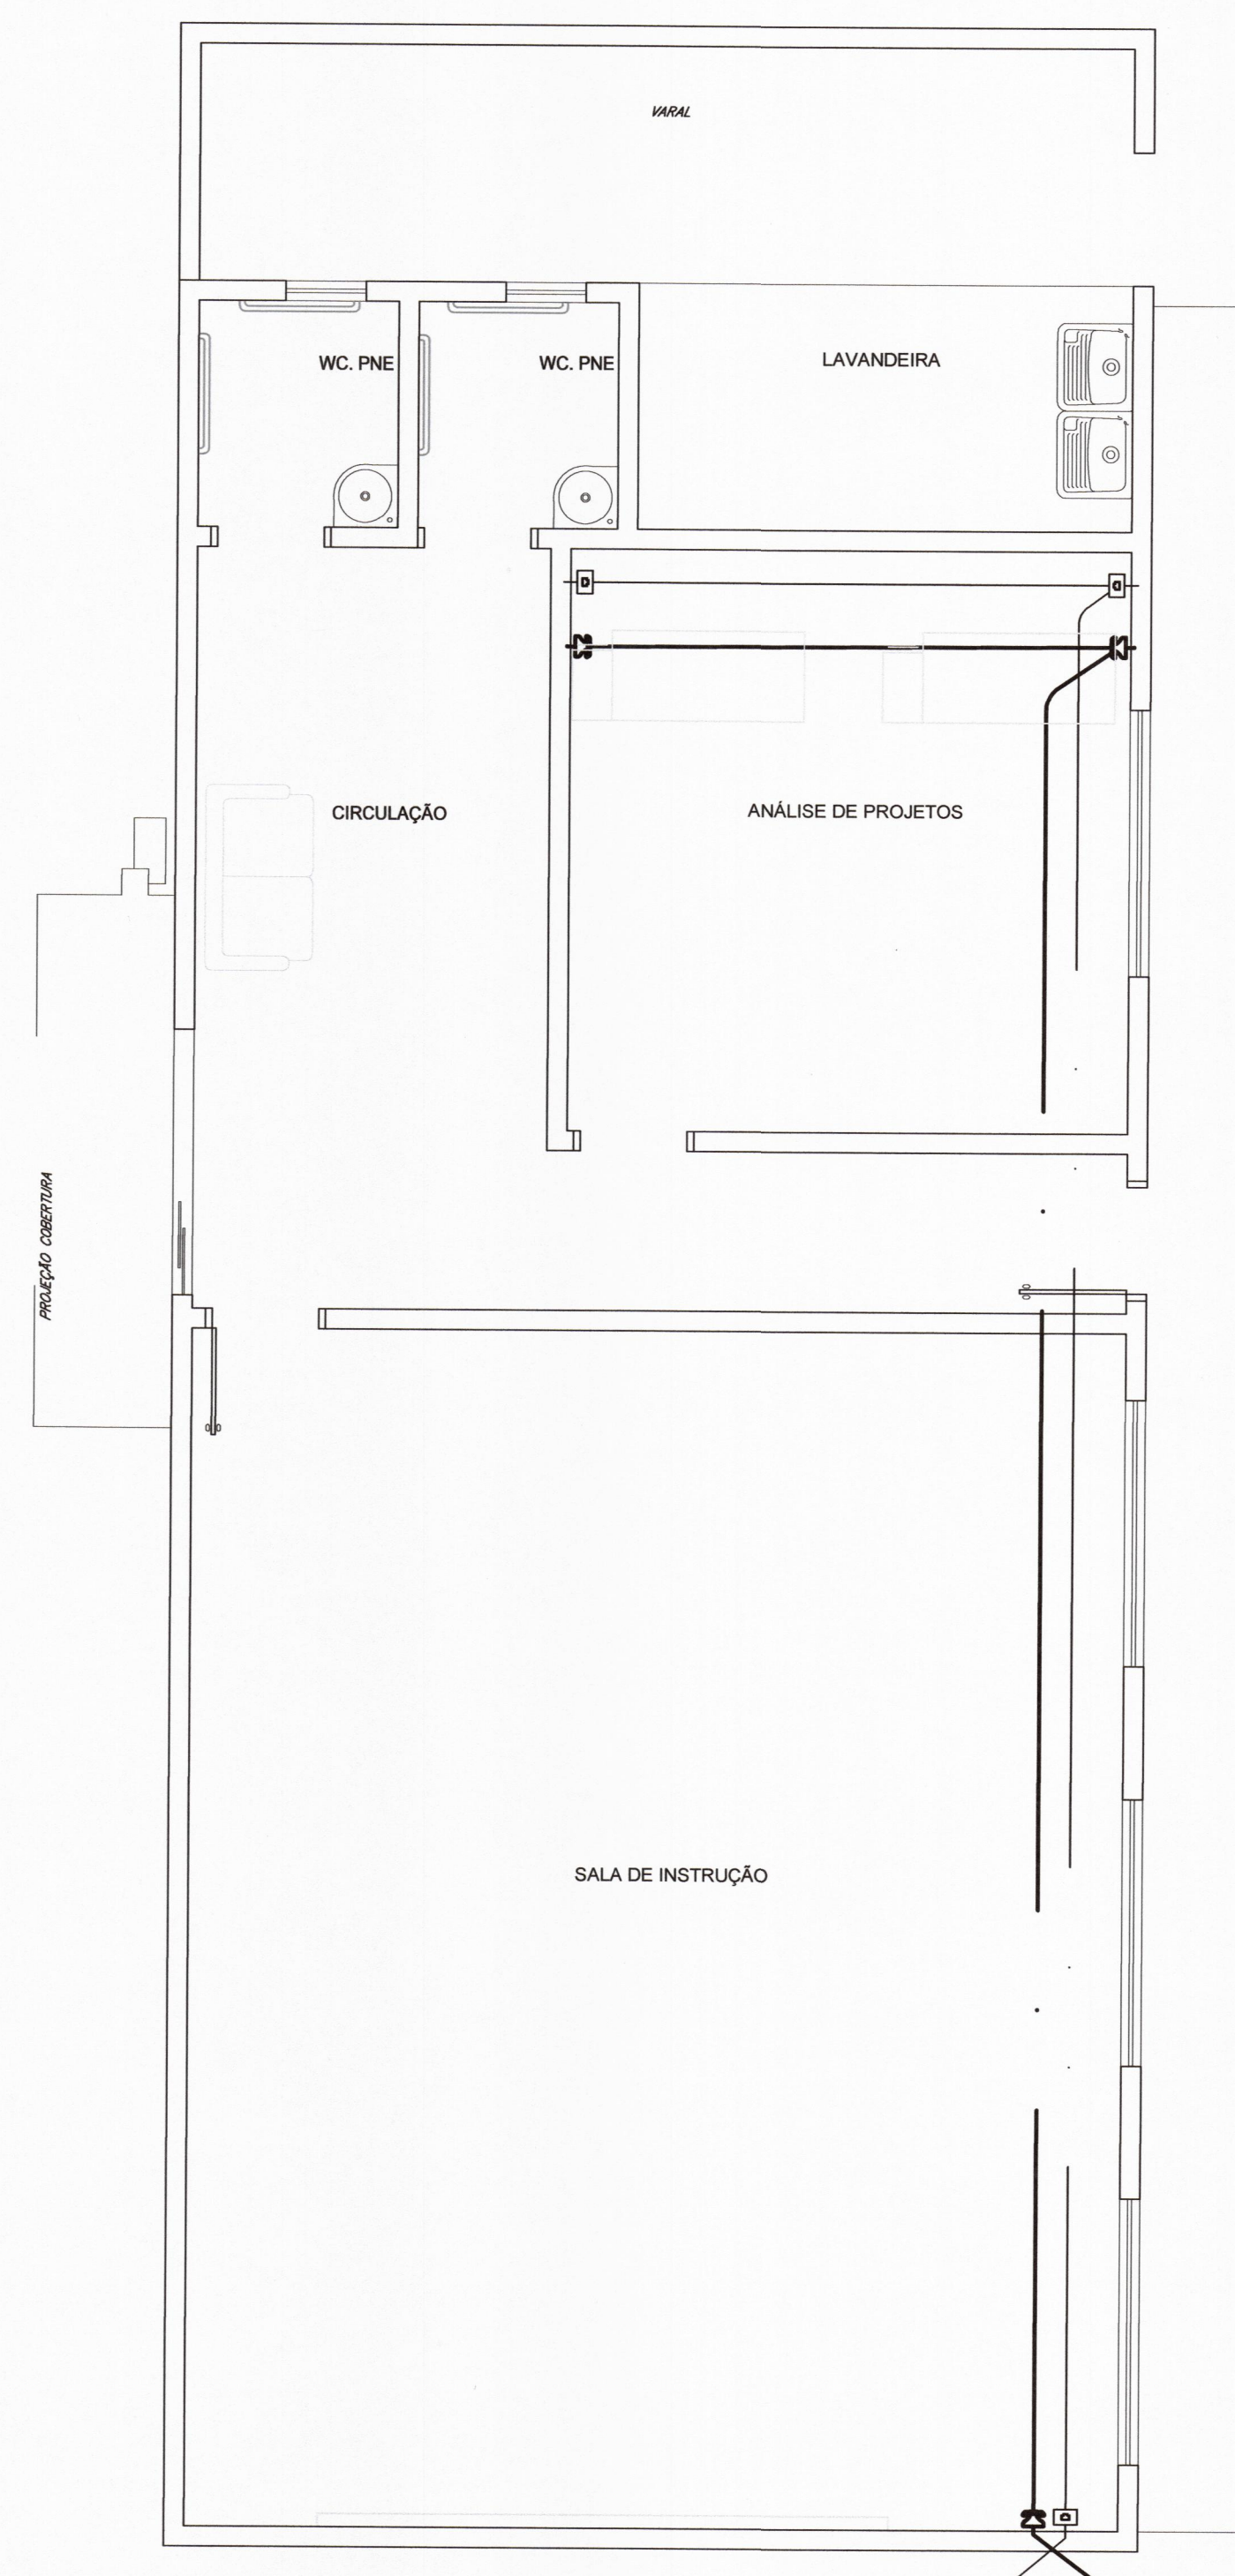 VARAL
WC. PNE
WC. PNE
LAVANDEIRA
D
D
CIRCULAÇÃO
ANÁLISE DE PROJETOS
PROJEÇÃO COBERTURA
SALA DE INSTRUÇÃO
D